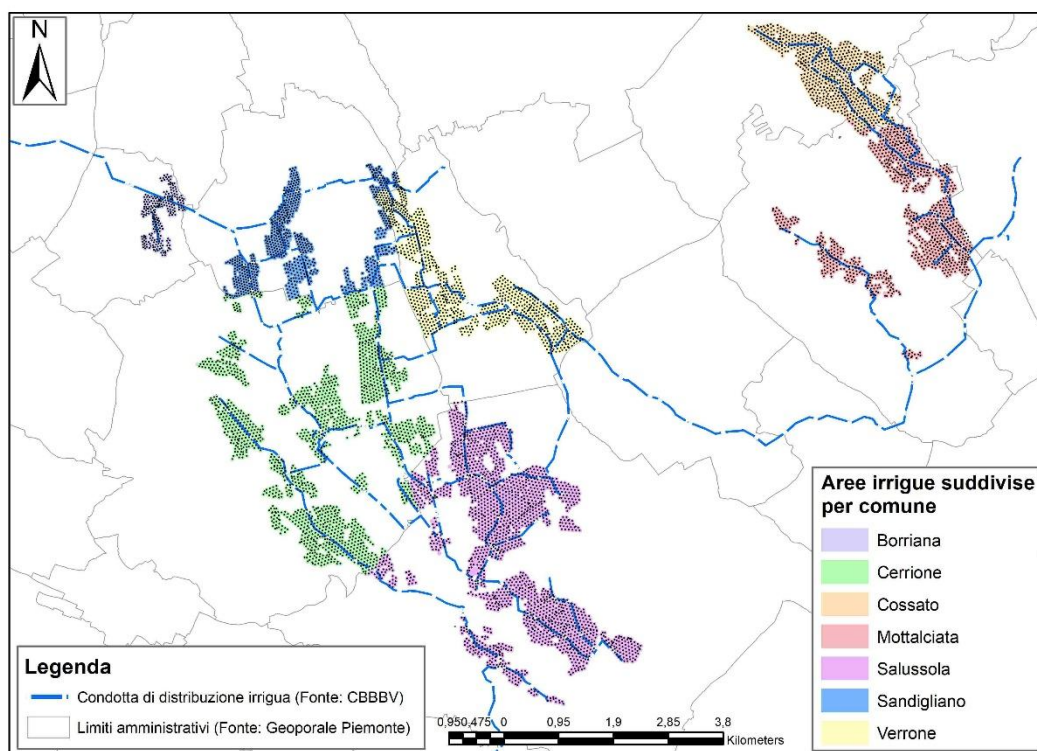 N
Legenda
Condotta di distribuzione irrigua (Fonte: CBBBV)
Limiti amministrativi (Fonte: Geoporale Piemonte)
0,950,475 0 0,95 1,9 2,85 3,8
Kilometers
Aree irrigue suddivise
per comune
Borriana
Cerrione
Cossato
Mottalciata
Salussola
Sandigliano
Verrone